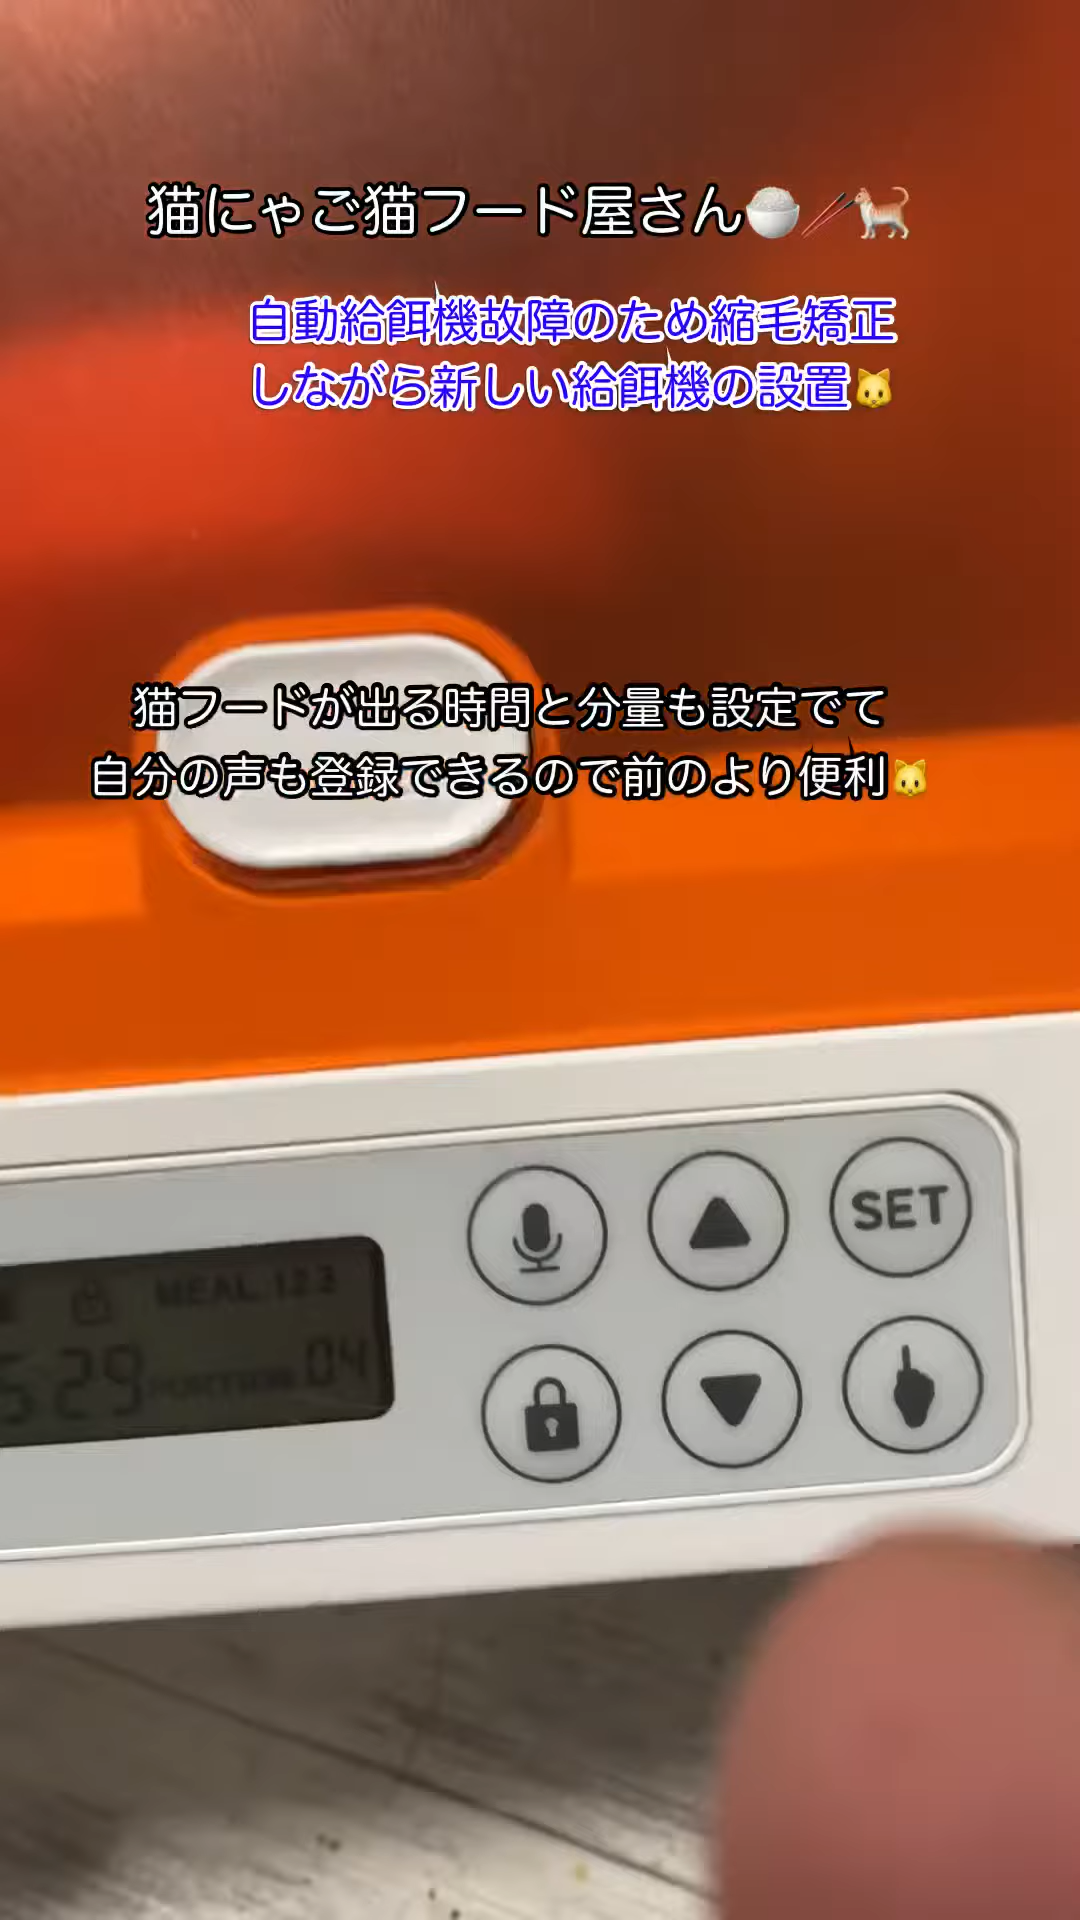 猫にゃご猫フード屋さん🍚🥢🐈
自動給餌機故障のため縮毛矯正
しながら新しい給餌機の設置🐱
猫フードが出る時間と分量も設定でて
自分の声も登録できるので前のより便利🐱
SET
MEAL 123
5 29 PORTION 04